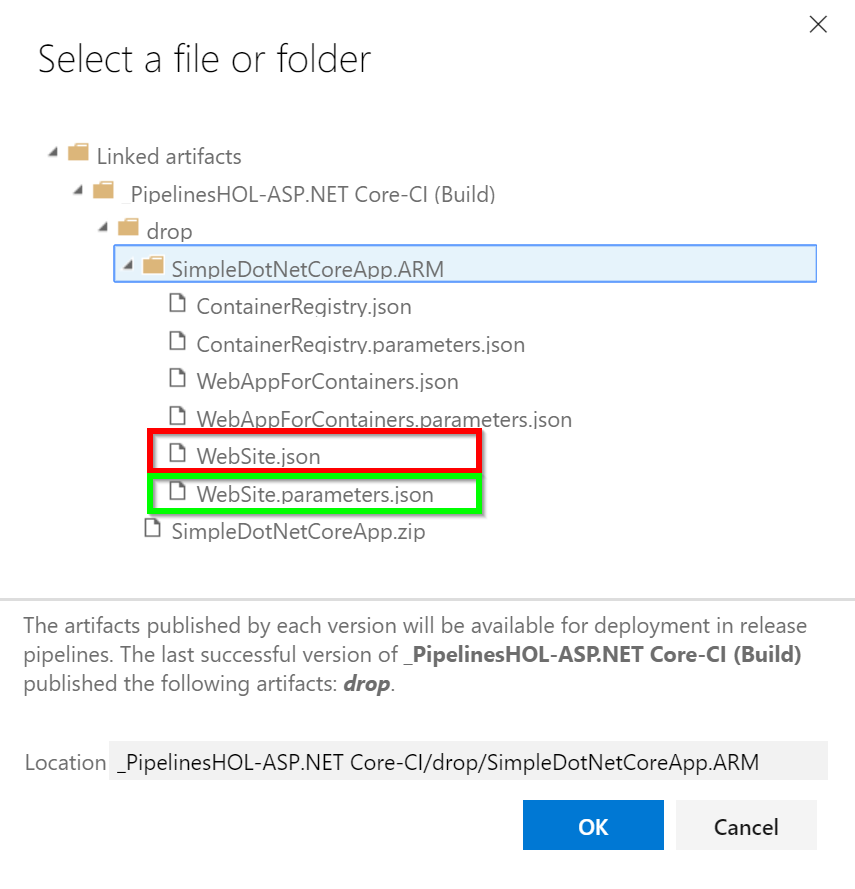 Select a file or folder
Linked artifacts
_PipelinesHOL-ASP.NET Core-CI (Build)
drop
SimpleDotNetCoreApp.ARM
ContainerRegistry.json
ContainerRegistry.parameters.json
WebAppForContainers.json
WebAppForContainers.parameters.json
WebSite.json
WebSite.parameters.json
SimpleDotNetCoreApp.zip
The artifacts published by each version will be available for deployment in release
pipelines. The last successful version of _PipelinesHOL-ASP.NET Core-CI (Build)
published the following artifacts: drop.
Location _PipelinesHOL-ASP.NET Core-CI/drop/SimpleDotNetCoreApp.ARM
OK Cancel